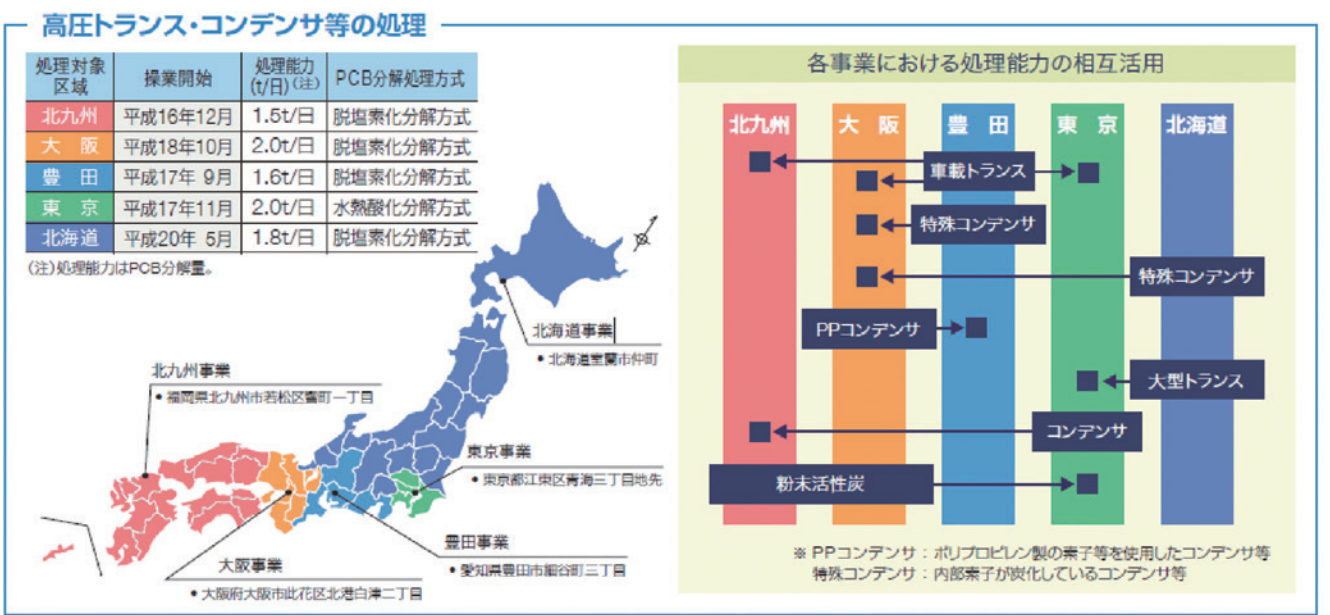 高圧トランス・コンデンサ等の処理
処理対象区域 操業開始 処理能力(t/日)(注) PCB分解処理方式
北九州 平成16年12月 1.5t/日 脱塩素化分解方式
大 阪 平成18年10月 2.0t/日 脱塩素化分解方式
豊 田 平成17年 9月 1.6t/日 脱塩素化分解方式
東 京 平成17年11月 2.0t/日 水熱酸化分解方式
北海道 平成20年 5月 1.8t/日 脱塩素化分解方式
(注)処理能力はPCB分解量。
北海道事業
•北海道室蘭市仲町
北九州事業
•福岡県北九州市若松区響町一丁目
東京事業
•東京都江東区青海三丁目地先
豊田事業
•愛知県豊田市細谷町三丁目
大阪事業
•大阪府大阪市此花区北港白津二丁目
各事業における処理能力の相互活用
北九州 大 阪 豊 田 東 京 北海道
車載トランス
特殊コンデンサ
特殊コンデンサ
PPコンデンサ
大型トランス
コンデンサ
粉末活性炭
※ PPコンデンサ:ポリプロピレン製の素子等を使用したコンデンサ等
特殊コンデンサ:内部素子が炭化しているコンデンサ等